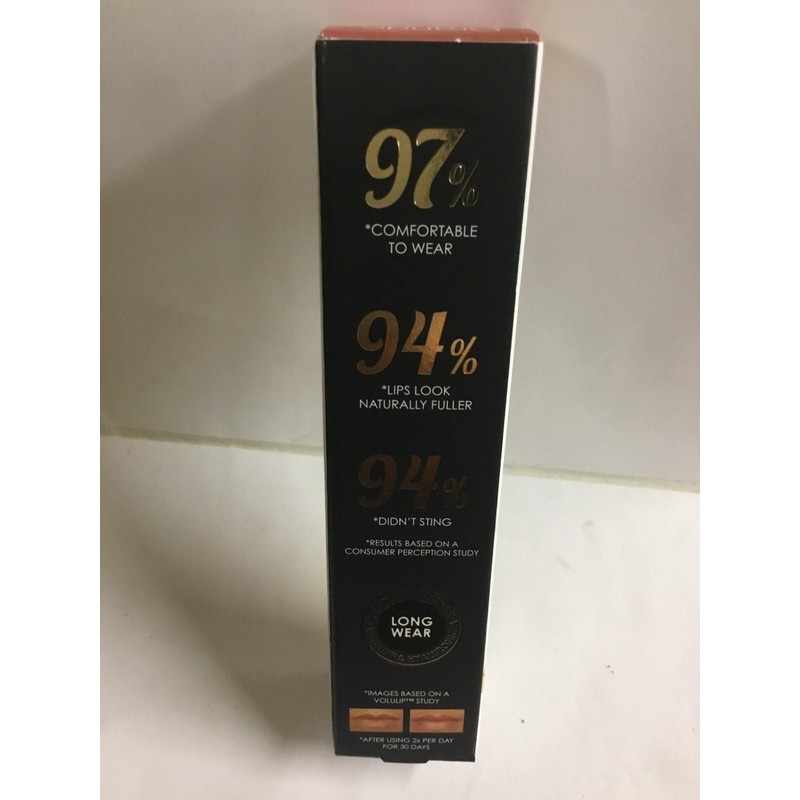 97%
*COMFORTABLE
TO WEAR
94%
*LIPS LOOK
NATURALLY FULLER
94%
*DIDN'T STING
*RESULTS BASED ON A
CONSUMER PERCEPTION STUDY
LONG
WEAR
*IMAGES BASED ON A
VOLULIP™ STUDY
*AFTER USING 2x PER DAY
FOR 30 DAYS